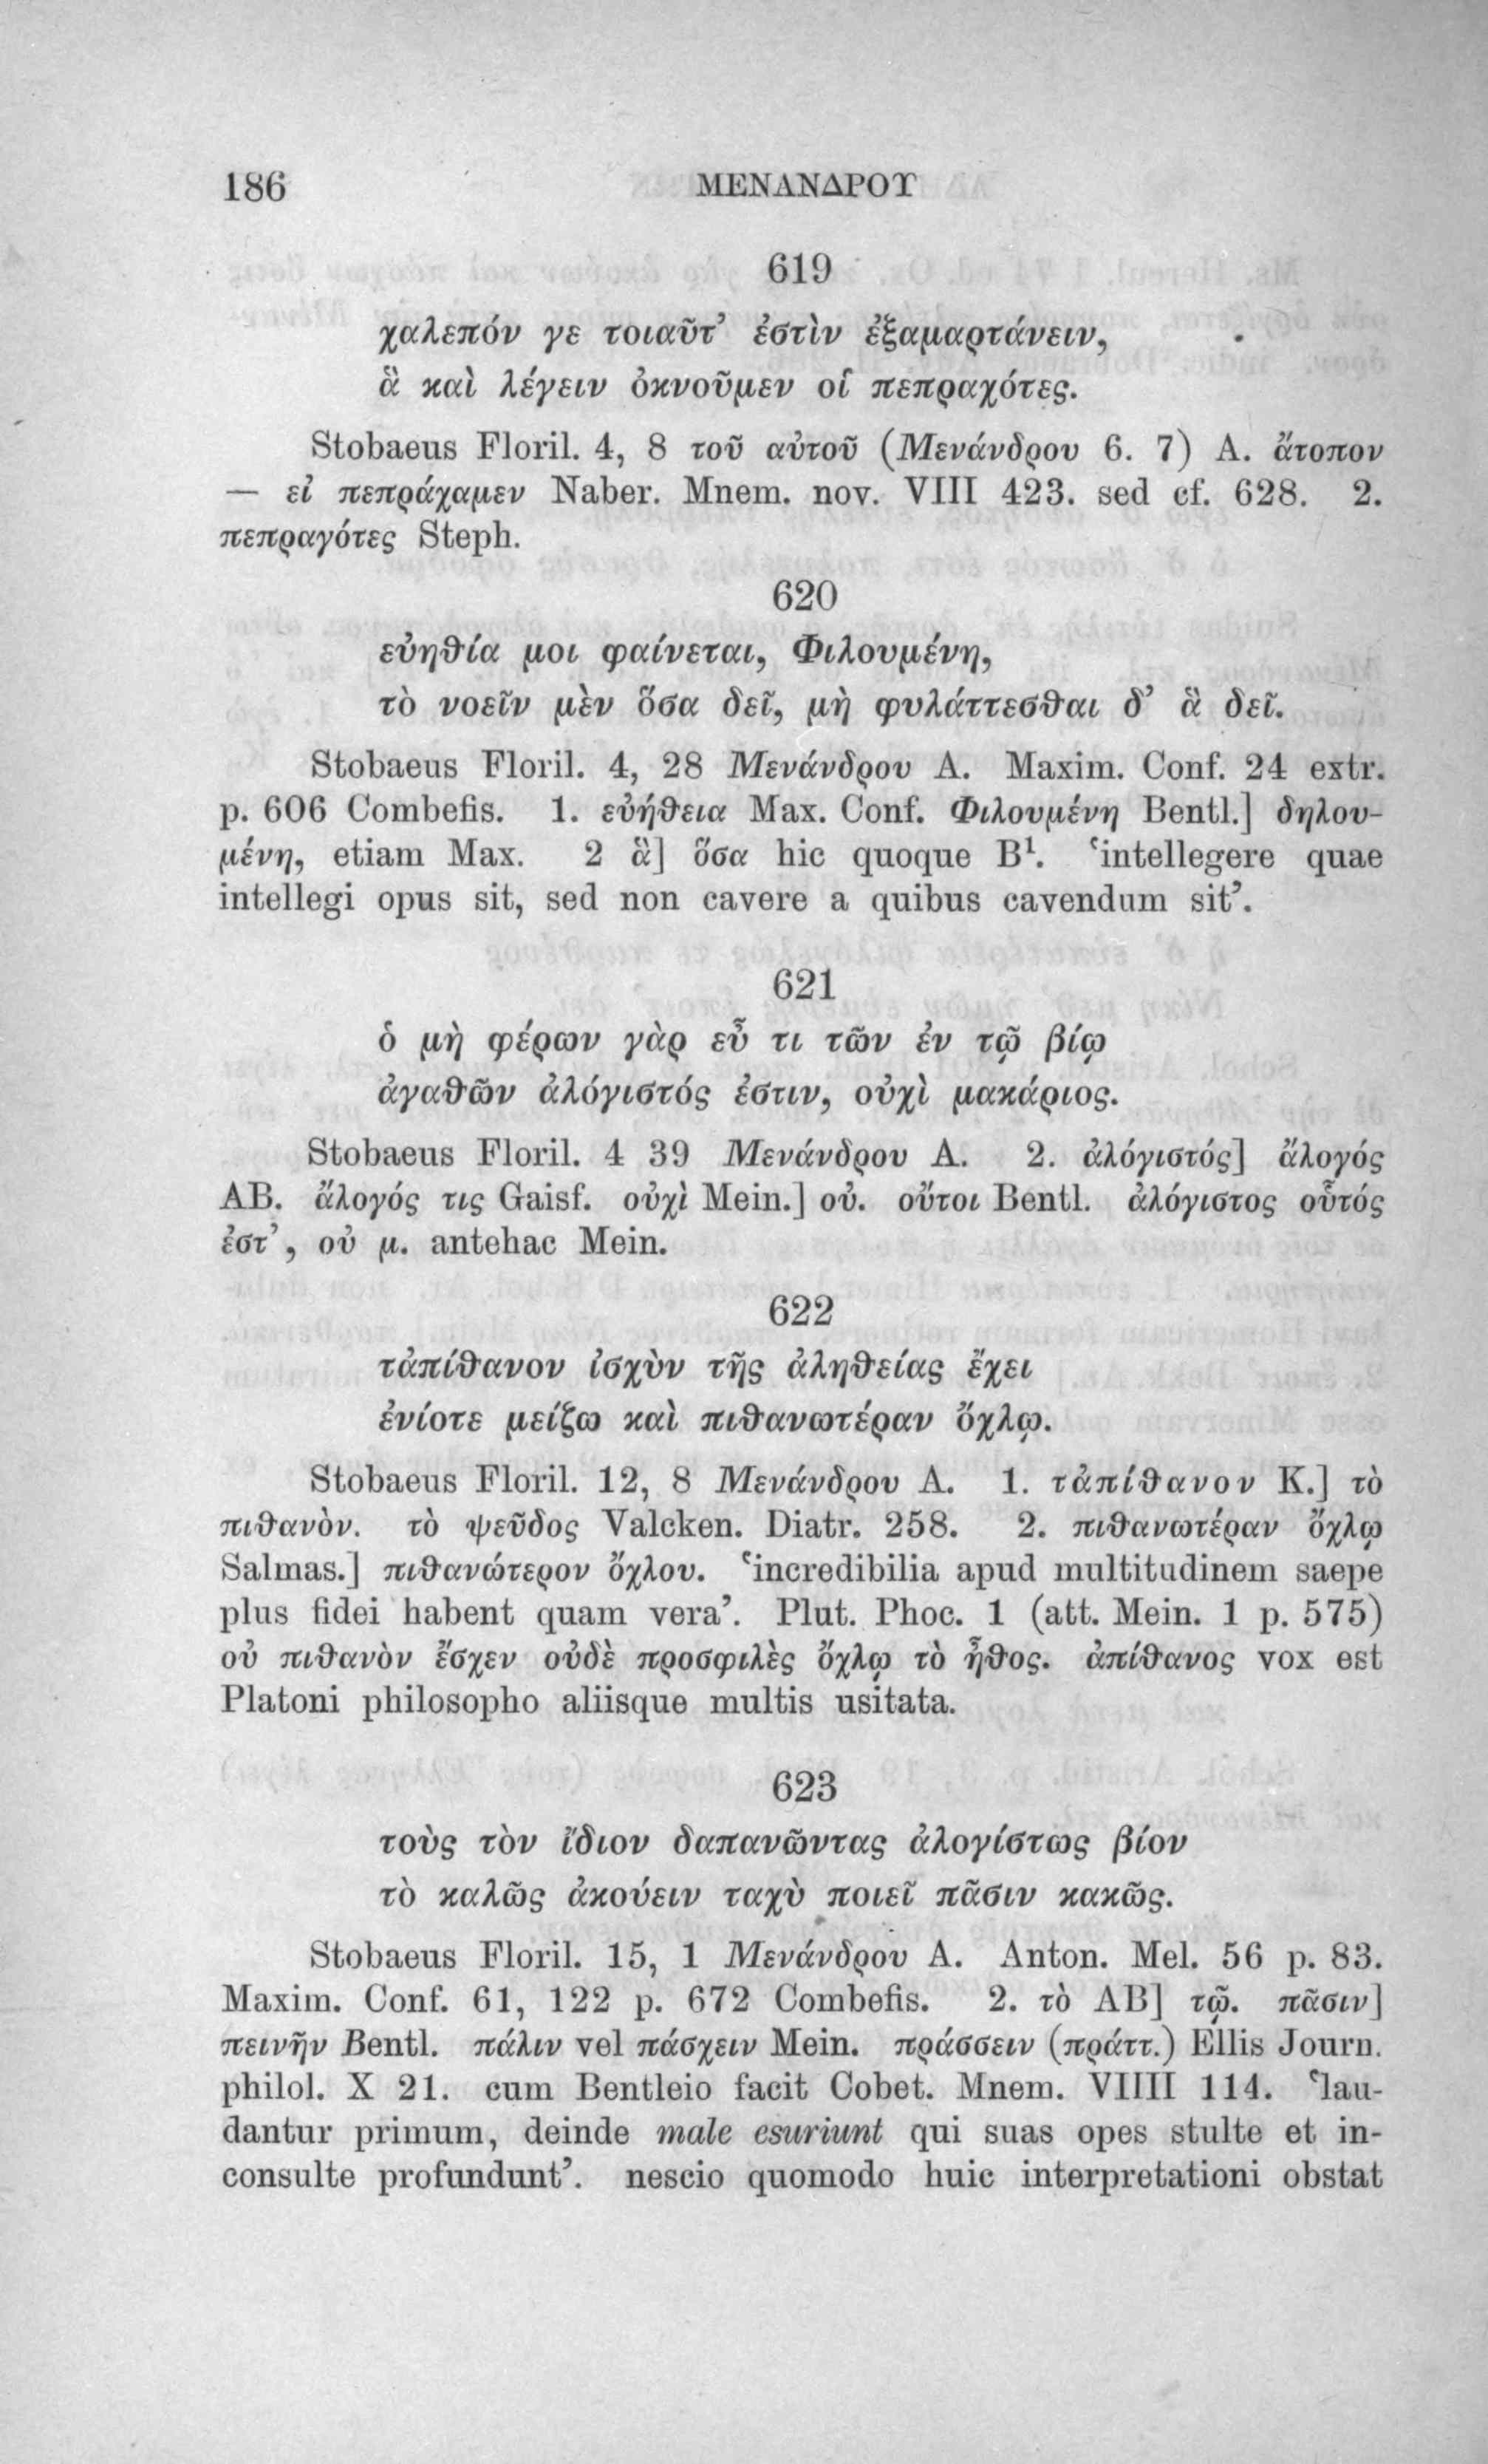 186 ΜΕΝΑΝΔΡΟΥ
619
χαλεπόν γε τοιαῦτ’ ἐστὶν ἐξαμαρτάνειν,
ἃ καὶ λέγειν ὀκνοῦμεν οἱ πεπραχότες.
Stobaeus Floril. 4, 8 τοῦ αὐτοῦ (Μενάνδρου 6. 7) A. ἄτοπον
— εἰ πεπράχαμεν Naber. Mnem. nov. VIII 423. sed cf. 628. 2.
πεπραγότες Steph.
620
εὐηθία μοι φαίνεται, Φιλουμένη,
τὸ νοεῖν μὲν ὅσα δεῖ, μὴ φυλάττεσθαι δ’ ἃ δεῖ.
Stobaeus Floril. 4, 28 Μενάνδρου A. Maxim. Conf. 24 extr.
p. 606 Combefis. 1. εὐήθεια Max. Conf. Φιλουμένη Bentl.] δηλου-
μένη, etiam Max. 2 ἃ] ὅσα hic quoque B¹. ‘intellegere quae
intellegi opus sit, sed non cavere a quibus cavendum sit’.
621
ὁ μὴ φέρων γὰρ εὖ τι τῶν ἐν τῷ βίῳ
ἀγαθῶν ἀλόγιστός ἐστιν, οὐχὶ μακάριος.
Stobaeus Floril. 4 39 Μενάνδρου A. 2. ἀλόγιστός] ἄλογός
AB. ἄλογός τις Gaisf. οὐχὶ Mein.] οὐ. οὔτοι Bentl. ἀλόγιστος οὗτός
ἐστ’, οὐ μ. antehac Mein.
622
τἀπίθανον ἰσχὺν τῆς ἀληθείας ἔχει
ἐνίοτε μείζω καὶ πιθανωτέραν ὄχλῳ.
Stobaeus Floril. 12, 8 Μενάνδρου A. 1. τἀπίθανον K.] τὸ
πιθανὸν. τὸ ψεῦδος Valcken. Diatr. 258. 2. πιθανωτέραν ὄχλῳ
Salmas.] πιθανώτερον ὄχλου. ‘incredibilia apud multitudinem saepe
plus fidei habent quam vera’. Plut. Phoc. 1 (att. Mein. 1 p. 575)
οὐ πιθανὸν ἔσχεν οὐδὲ προσφιλὲς ὄχλῳ τὸ ἦθος. ἀπίθανος vox est
Platoni philosopho aliisque multis usitata.
623
τοὺς τὸν ἴδιον δαπανῶντας ἀλογίστως βίον
τὸ καλῶς ἀκούειν ταχὺ ποιεῖ πᾶσιν κακῶς.
Stobaeus Floril. 15, 1 Μενάνδρου A. Anton. Mel. 56 p. 83.
Maxim. Conf. 61, 122 p. 672 Combefis. 2. τὸ AB] τῷ. πᾶσιν]
πεινῆν Bentl. πάλιν vel πάσχειν Mein. πράσσειν (πράττ.) Ellis Journ.
philol. X 21. cum Bentleio facit Cobet. Mnem. VIIII 114. ‘lau-
dantur primum, deinde male esuriunt qui suas opes stulte et in-
consulte profundunt’. nescio quomodo huic interpretationi obstat